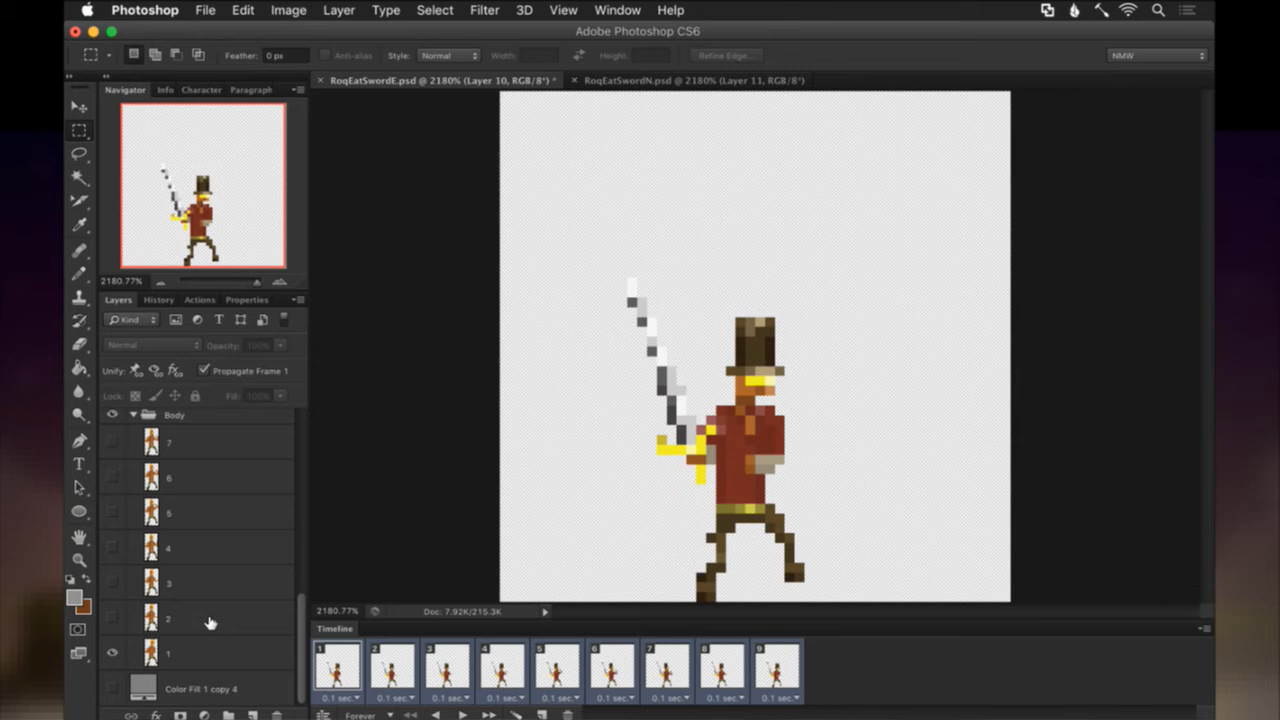 Photoshop File Edit Image Layer Type Select Filter 3D View Window Help
Adobe Photoshop CS6
Feather: 0 px Anti-alias Style: Normal Width: Height: Refine Edge... NMW
RoqEatSwordE.psd @ 2180% (Layer 10, RGB/8*) * RoqEatSwordN.psd @ 2180% (Layer 11, RGB/8*)
Navigator Info Character Paragraph
2180.77%
Layers History Actions Properties
Kind
Normal Opacity: 100%
Unify: Propagate Frame 1
Lock: Fill: 100%
Body
7
6
5
4
3
2
1
Color Fill 1 copy 4
2180.77% Doc: 7.92K/215.3K
Timeline
1 2 3 4 5 6 7 8 9
0.1 sec. 0.1 sec. 0.1 sec. 0.1 sec. 0.1 sec. 0.1 sec. 0.1 sec. 0.1 sec. 0.1 sec.
Forever